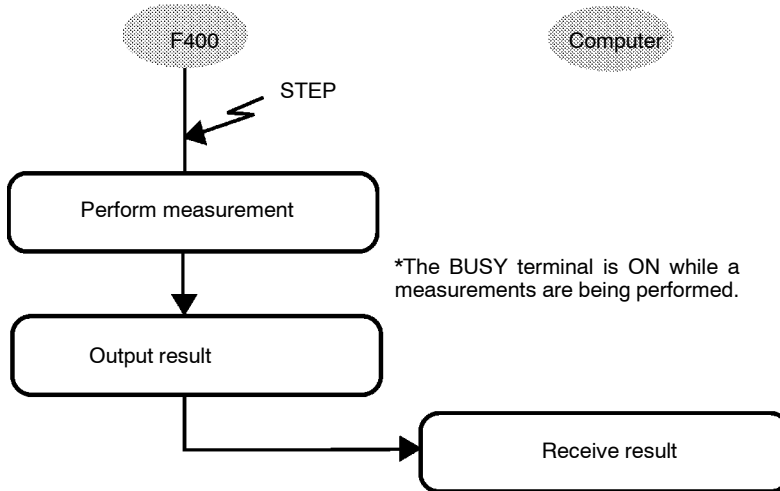 F400
Computer
STEP
Perform measurement
*The BUSY terminal is ON while a
measurements are being performed.
Output result
Receive result